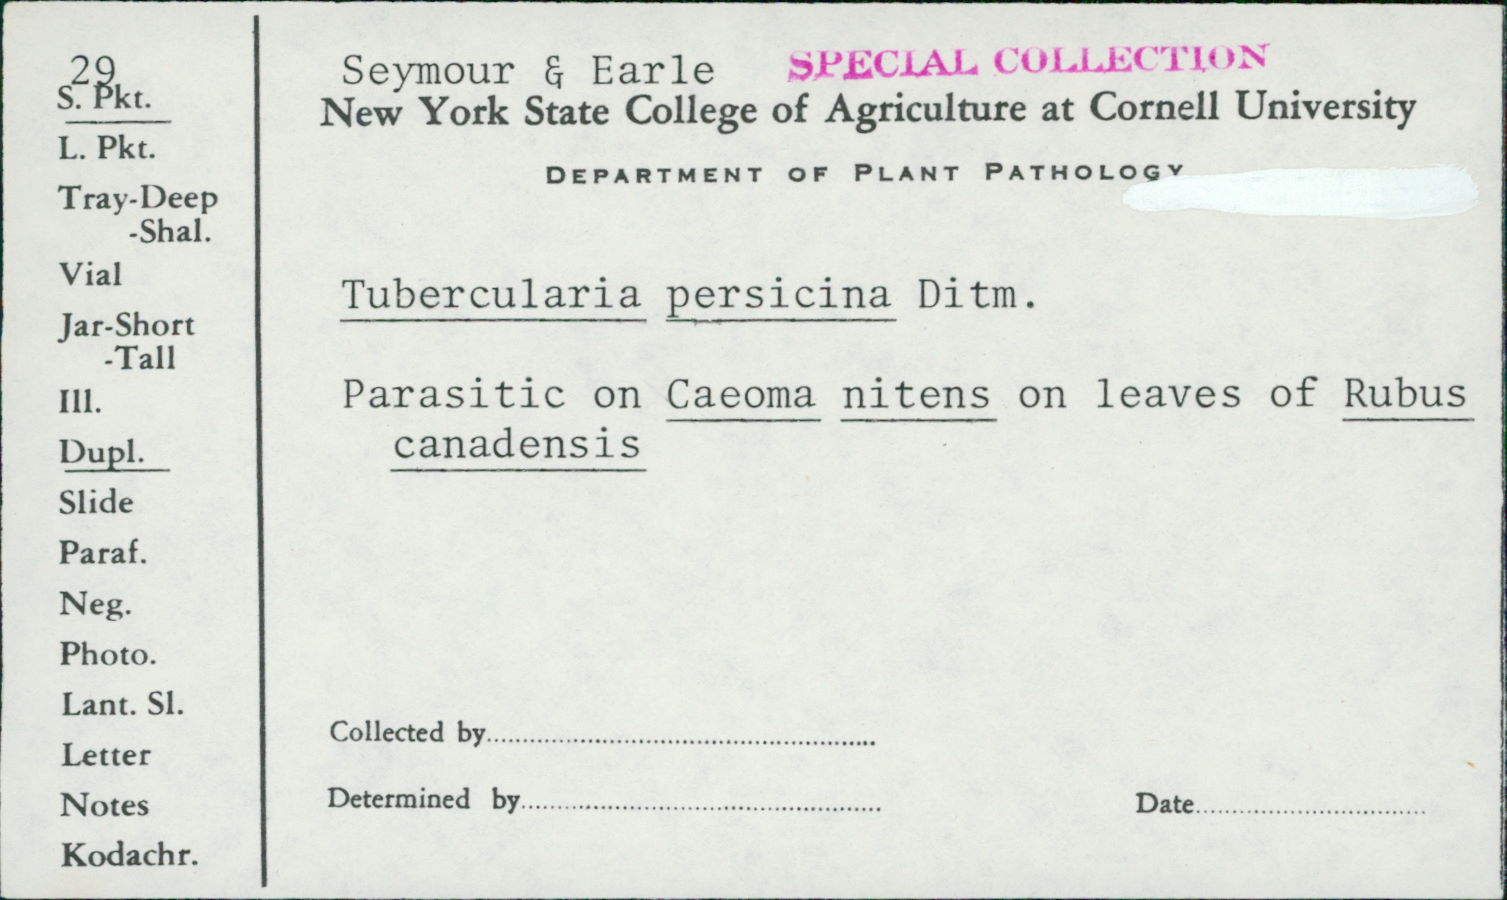 29
S. Pkt.
L. Pkt.
Tray-Deep
-Shal.
Vial
Jar-Short
-Tall
Ill.
Dupl.
Slide
Paraf.
Neg.
Photo.
Lant. Sl.
Letter
Notes
Kodachr.
Seymour & Earle SPECIAL COLLECTION
New York State College of Agriculture at Cornell University
DEPARTMENT OF PLANT PATHOLOGY
Tubercularia persicina Ditm.
Parasitic on Caeoma nitens on leaves of Rubus
canadensis
Collected by
Determined by
Date